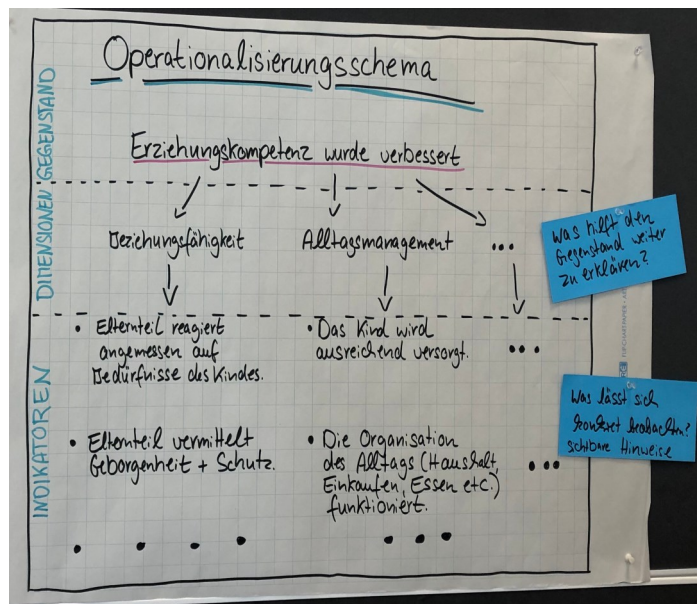 Operationalisierungsschema
GEGENSTAND
Erziehungskompetenz wurde verbessert
DIMENSIONEN
Beziehungsfähigkeit
Alltagsmanagement
...
Was hilft den
Gegenstand weiter
zu erklären?
INDIKATOREN
• Elternteil reagiert
angemessen auf
Bedürfnisse des Kindes.
• Das Kind wird
ausreichend versorgt.
...
Was lässt sich
konkret beobachten?
sichtbare Hinweise
• Elternteil vermittelt
Geborgenheit + Schutz.
• Die Organisation
des Alltags (Haushalt,
Einkaufen, Essen etc.)
funktioniert.
...
. . . .
. . .